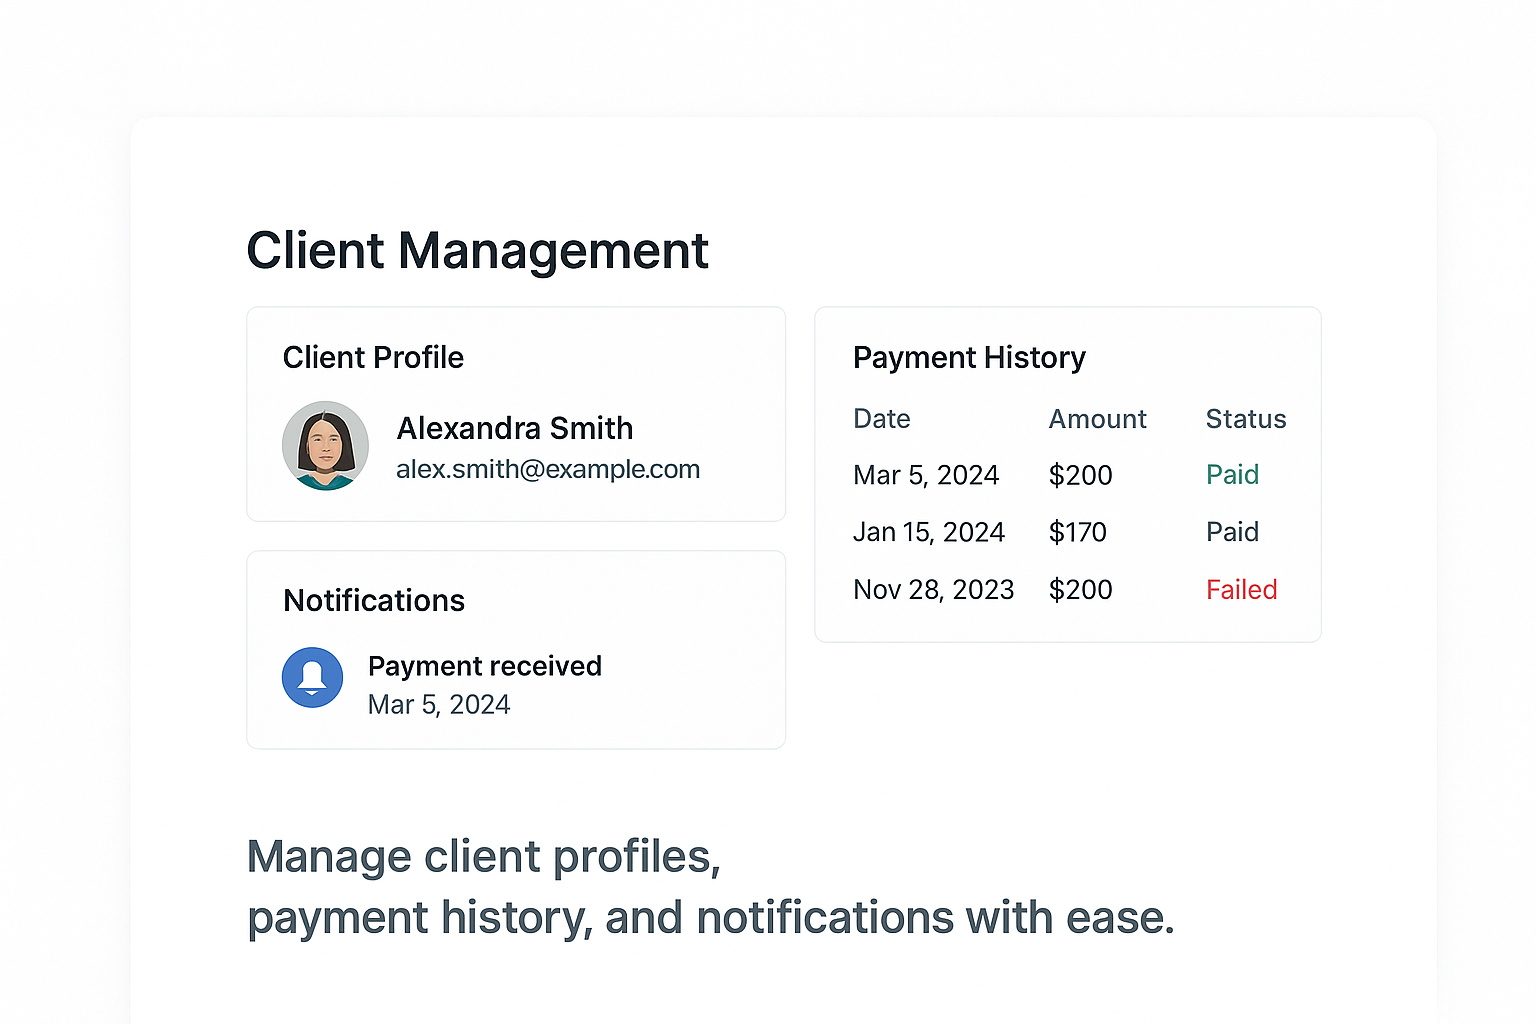 Client Management
Client Profile
Alexandra Smith
alex.smith@example.com
Notifications
Payment received
Mar 5, 2024
Payment History
Date Amount Status
Mar 5, 2024 $200 Paid
Jan 15, 2024 $170 Paid
Nov 28, 2023 $200 Failed
Manage client profiles,
payment history, and notifications with ease.